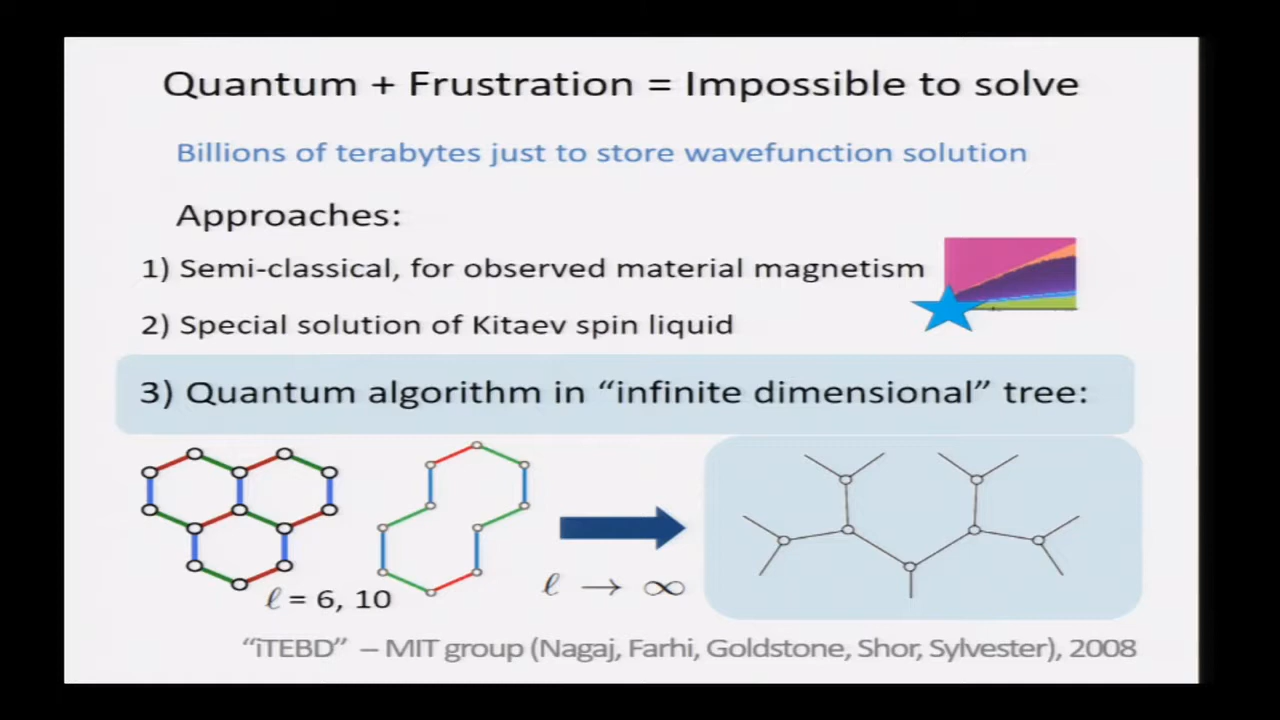 Quantum + Frustration = Impossible to solve
Billions of terabytes just to store wavefunction solution
Approaches:
1) Semi-classical, for observed material magnetism
2) Special solution of Kitaev spin liquid
3) Quantum algorithm in “infinite dimensional” tree:
ℓ = 6, 10
ℓ → ∞
“iTEBD” – MIT group (Nagaj, Farhi, Goldstone, Shor, Sylvester), 2008